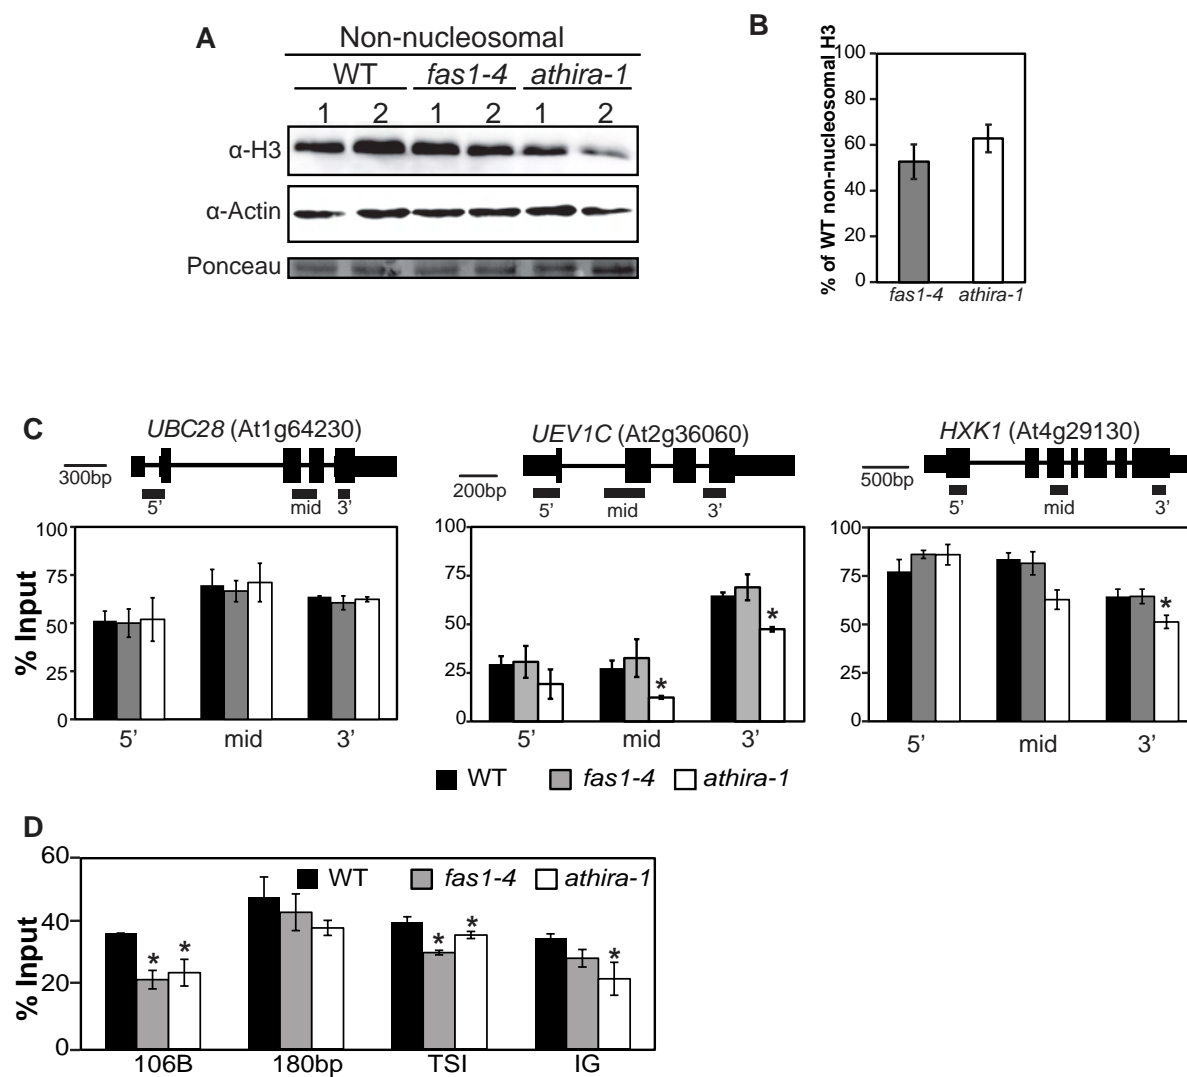 A
Non-nucleosomal
WT fas1-4 athira-1
1 2 1 2 1 2
α-H3
α-Actin
Ponceau
B
% of WT non-nucleosomal H3
100
80
60
40
20
0
fas1-4 athira-1
C
UBC28 (At1g64230)
300bp
5’ mid 3’
% Input
100
75
50
25
0
5’ mid 3’
UEV1C (At2g36060)
200bp
5’ mid 3’
100
75
50
25
0
* *
5’ mid 3’
HXK1 (At4g29130)
500bp
5’ mid 3’
100
75
50
25
0
*
5’ mid 3’
WT fas1-4 athira-1
D
% Input
60
40
20
0
WT fas1-4 athira-1
* * * * *
106B 180bp TSI IG